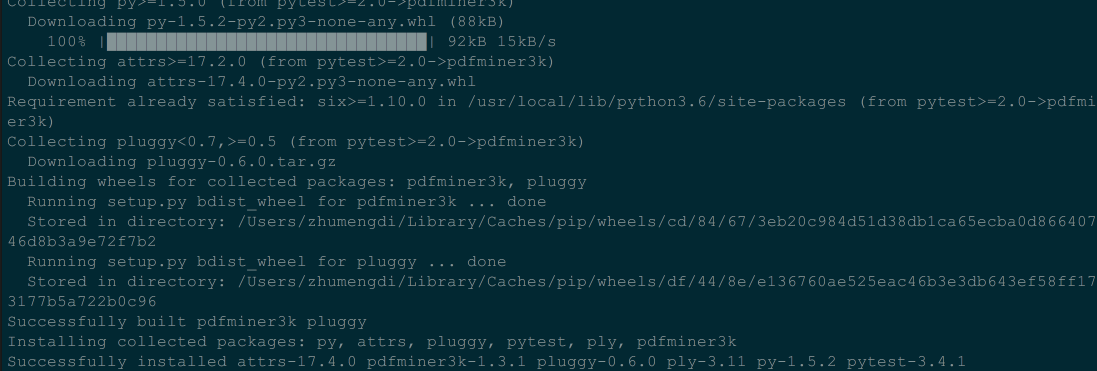 Collecting py>=1.5.0 (from pytest>=2.0->pdfminer3k)
Downloading py-1.5.2-py2.py3-none-any.whl (88kB)
100% |████████████████████████████████| 92kB 15kB/s
Collecting attrs>=17.2.0 (from pytest>=2.0->pdfminer3k)
Downloading attrs-17.4.0-py2.py3-none-any.whl
Requirement already satisfied: six>=1.10.0 in /usr/local/lib/python3.6/site-packages (from pytest>=2.0->pdfmi
er3k)
Collecting pluggy<0.7,>=0.5 (from pytest>=2.0->pdfminer3k)
Downloading pluggy-0.6.0.tar.gz
Building wheels for collected packages: pdfminer3k, pluggy
Running setup.py bdist_wheel for pdfminer3k ... done
Stored in directory: /Users/zhumengdi/Library/Caches/pip/wheels/cd/84/67/3eb20c984d51d38db1ca65ecba0d866407
46d8b3a9e72f7b2
Running setup.py bdist_wheel for pluggy ... done
Stored in directory: /Users/zhumengdi/Library/Caches/pip/wheels/df/44/8e/e136760ae525eac46b3e3db643ef58ff17
3177b5a722b0c96
Successfully built pdfminer3k pluggy
Installing collected packages: py, attrs, pluggy, pytest, ply, pdfminer3k
Successfully installed attrs-17.4.0 pdfminer3k-1.3.1 pluggy-0.6.0 ply-3.11 py-1.5.2 pytest-3.4.1